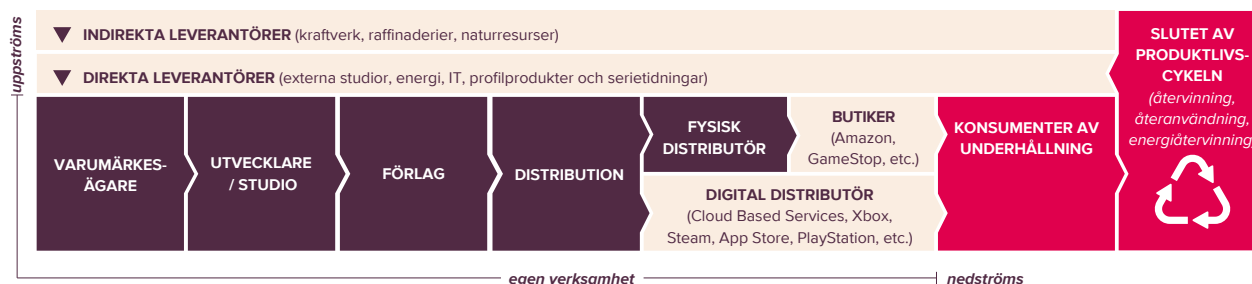 uppströms
▼ INDIREKTA LEVERANTÖRER (kraftverk, raffinaderier, naturresurser)
▼ DIREKTA LEVERANTÖRER (externa studior, energi, IT, profilprodukter och serietidningar)
VARUMÄRKES-
ÄGARE
UTVECKLARE
/ STUDIO
FÖRLAG
DISTRIBUTION
FYSISK
DISTRIBUTÖR
BUTIKER
(Amazon,
GameStop, etc.)
DIGITAL DISTRIBUTÖR
(Cloud Based Services, Xbox,
Steam, App Store, PlayStation, etc.)
KONSUMENTER AV
UNDERHÅLLNING
SLUTET AV
PRODUKTLIVS-
CYKELN
(återvinning,
återanvändning,
energiåtervinning)
egen verksamhet
nedströms